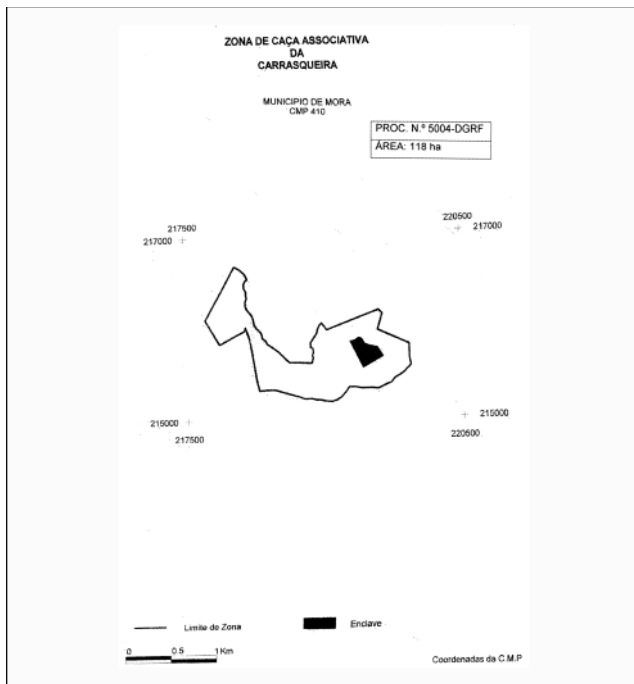 ZONA DE CAÇA ASSOCIATIVA
DA
CARRASQUEIRA
MUNICIPIO DE MORA
CMP 410
PROC. N.º 5004-DGRF
ÁREA: 118 ha
217500
217000
220500
217000
215000
217500
215000
220500
Limite de Zona
Enclave
0 0.5 1 Km
Coordenadas da C.M.P